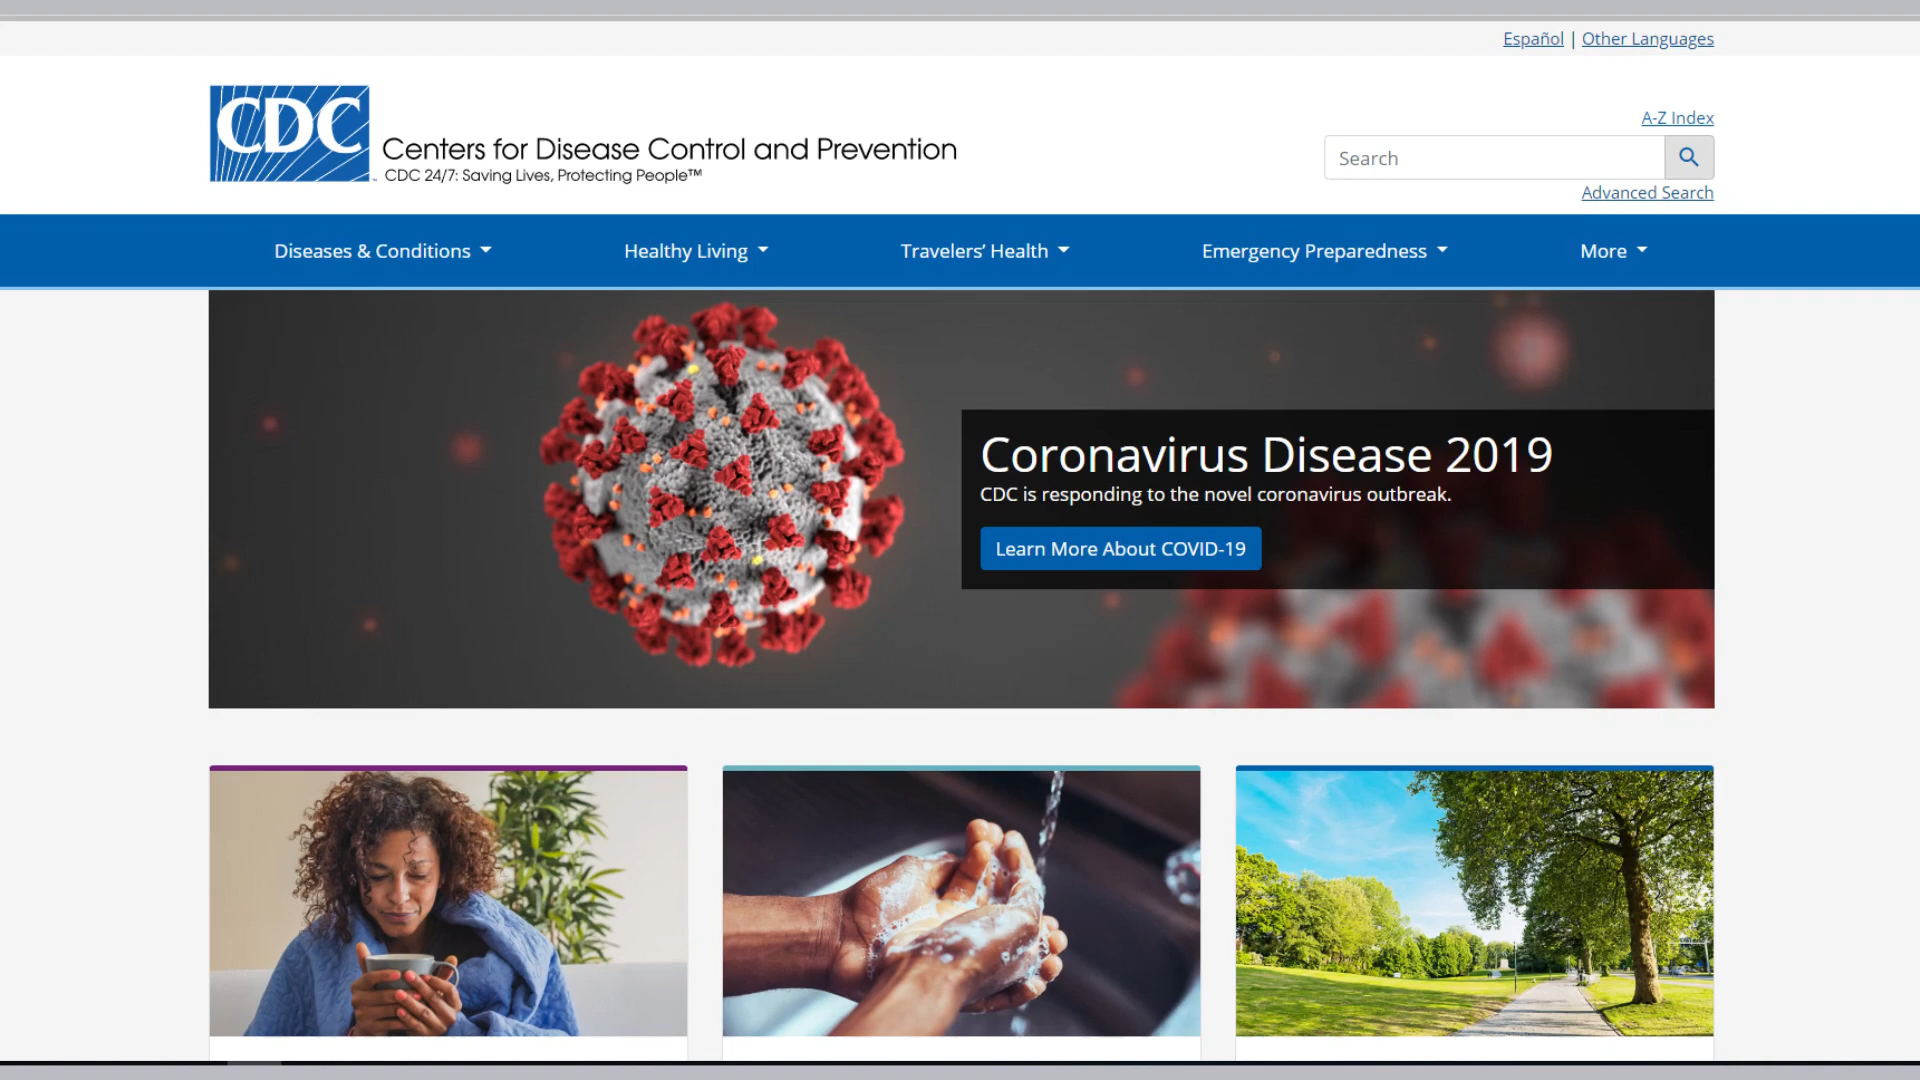 Español | Other Languages
CDC
Centers for Disease Control and Prevention
CDC 24/7: Saving Lives, Protecting People™
A-Z Index
Search
Advanced Search
Diseases & Conditions
Healthy Living
Travelers’ Health
Emergency Preparedness
More
Coronavirus Disease 2019
CDC is responding to the novel coronavirus outbreak.
Learn More About COVID-19